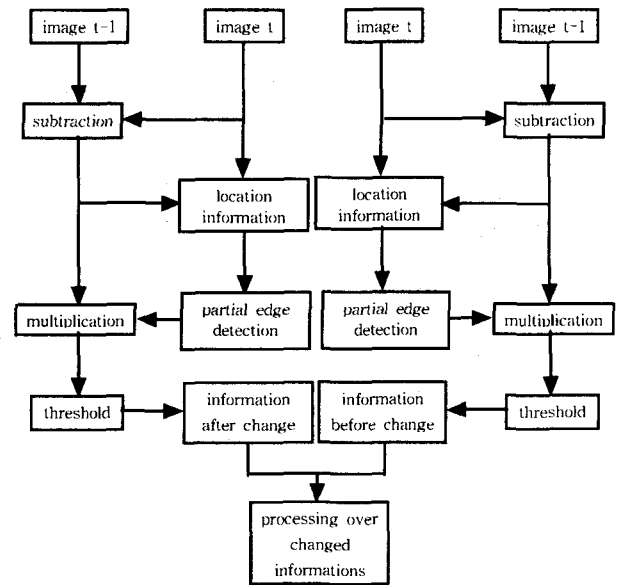 image t-1
image t
image t
image t-1
subtraction
subtraction
location
information
location
information
multiplication
partial edge
detection
partial edge
detection
multiplication
threshold
information
after change
information
before change
threshold
processing over
changed
informations